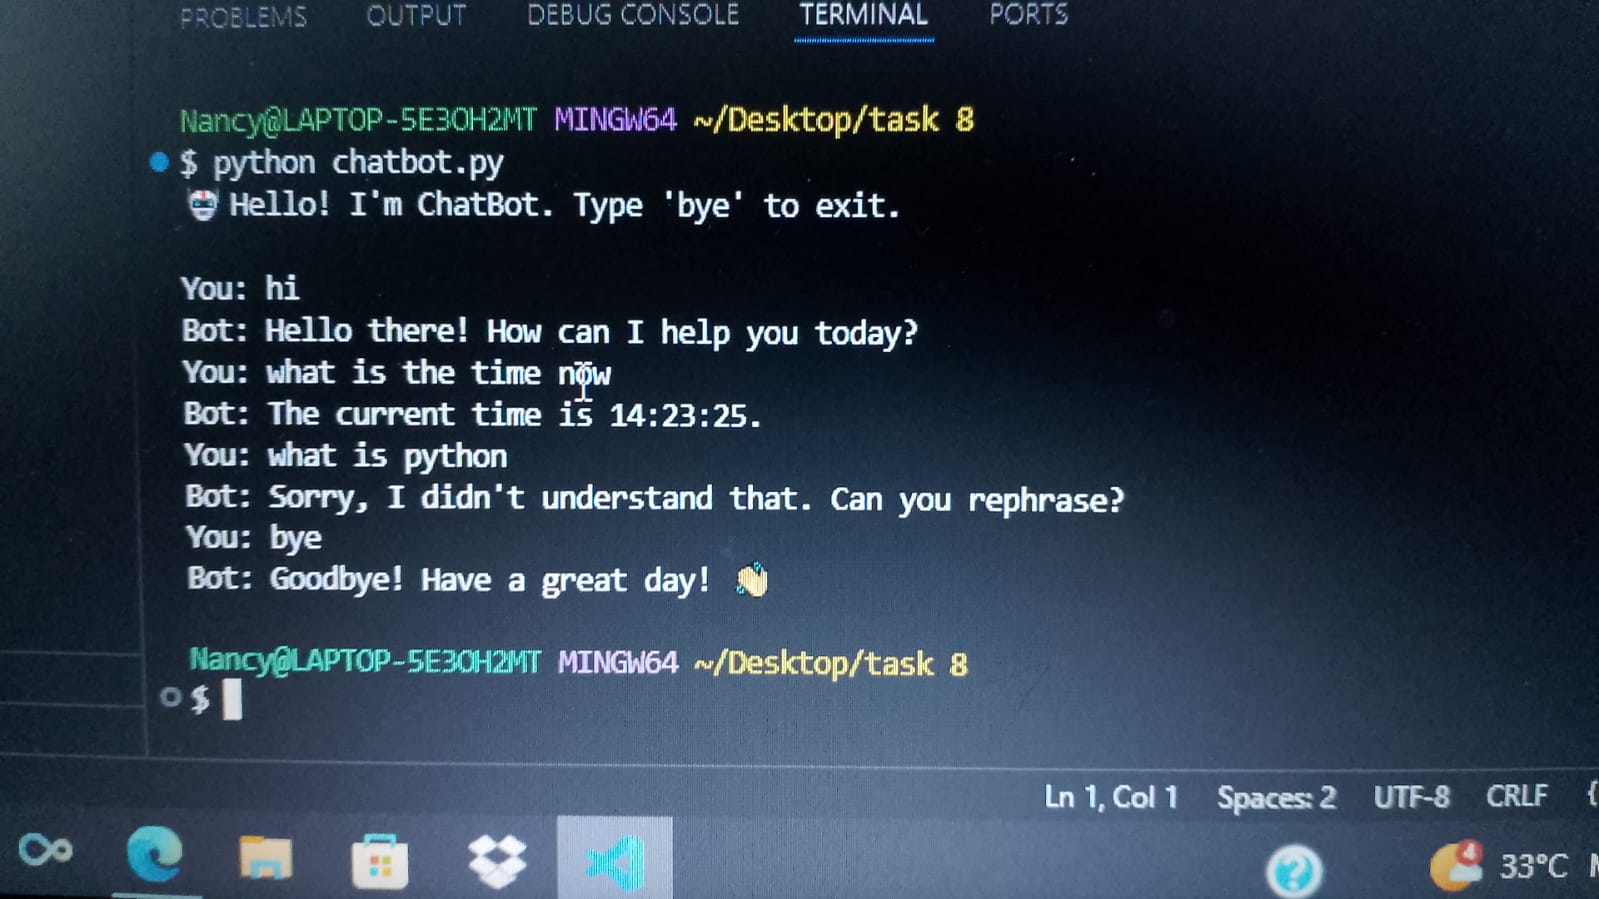 PROBLEMS OUTPUT DEBUG CONSOLE TERMINAL PORTS
Nancy@LAPTOP-5E3OH2MT MINGW64 ~/Desktop/task 8
$ python chatbot.py
🤖 Hello! I'm ChatBot. Type 'bye' to exit.
You: hi
Bot: Hello there! How can I help you today?
You: what is the time now
Bot: The current time is 14:23:25.
You: what is python
Bot: Sorry, I didn't understand that. Can you rephrase?
You: bye
Bot: Goodbye! Have a great day! 👋
Nancy@LAPTOP-5E3OH2MT MINGW64 ~/Desktop/task 8
$
Ln 1, Col 1 Spaces: 2 UTF-8 CRLF {
4 33°C